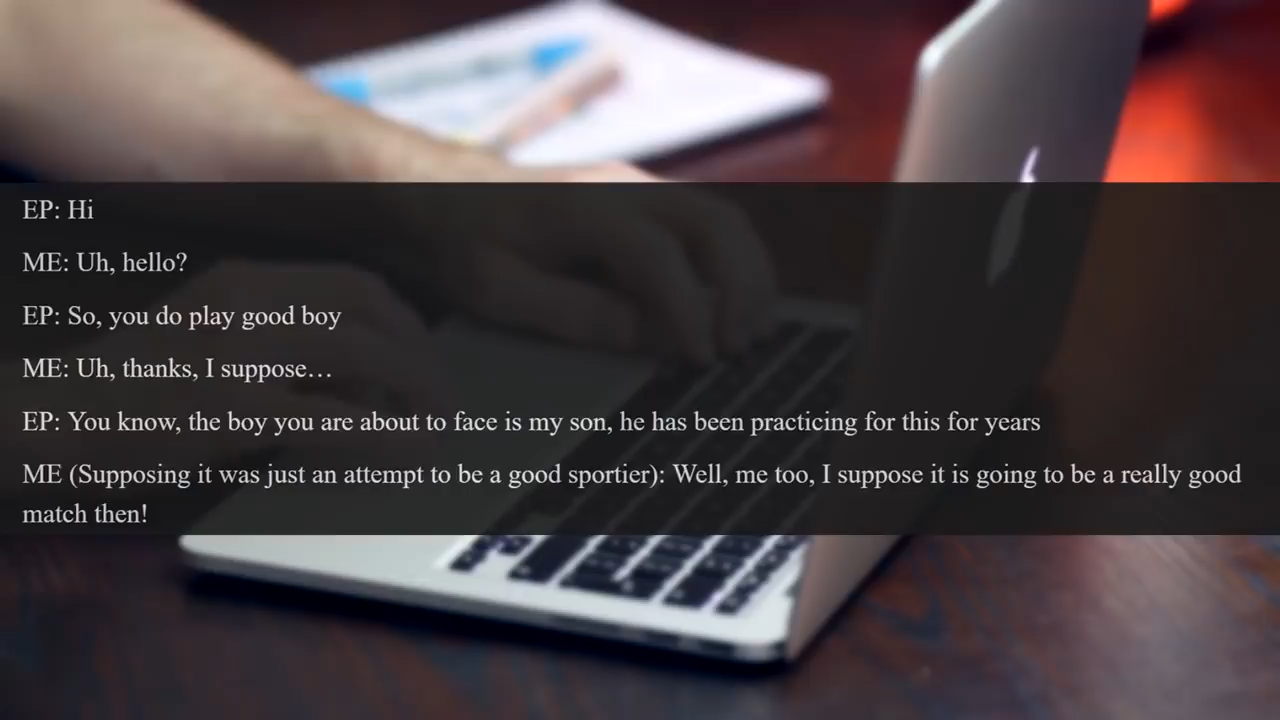 EP: Hi
ME: Uh, hello?
EP: So, you do play good boy
ME: Uh, thanks, I suppose…
EP: You know, the boy you are about to face is my son, he has been practicing for this for years
ME (Supposing it was just an attempt to be a good sportier): Well, me too, I suppose it is going to be a really good
match then!